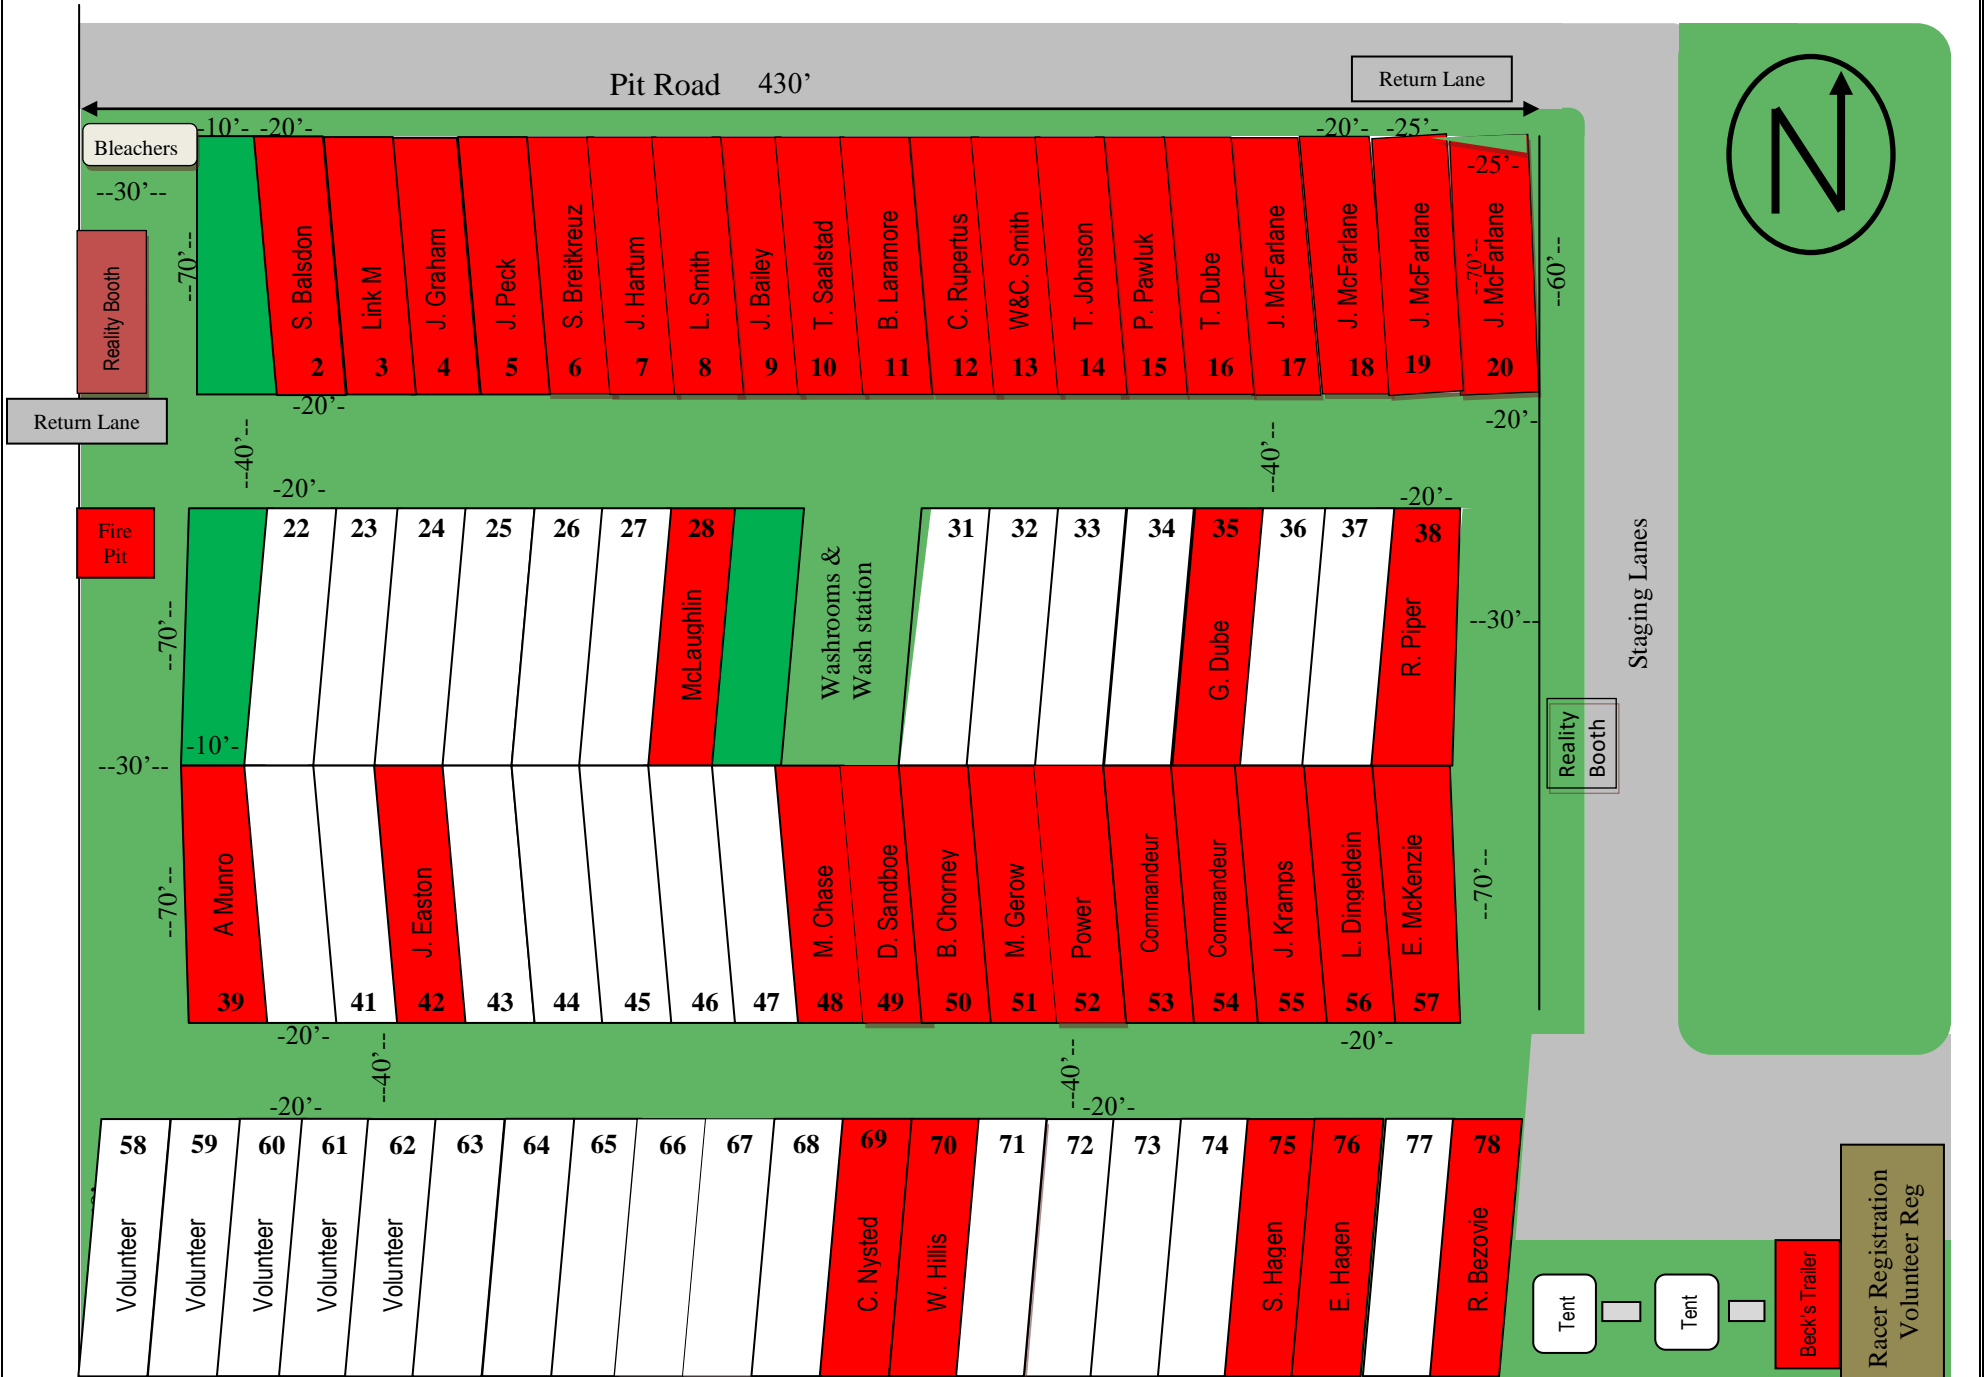 Pit Road 430’
Return Lane
Bleachers
-10’- -20’-
-20’- -25’-
-25’-
--30’--
--70’--
--70’--
--60’--
Reality Booth
S. Balsdon
2
Link M
3
J. Graham
4
J. Peck
5
S. Breitkreuz
6
J. Hartum
7
L. Smith
8
J. Bailey
9
T. Saalstad
10
B. Laramore
11
C. Rupertus
12
W&C. Smith
13
T. Johnson
14
P. Pawluk
15
T. Dube
16
J. McFarlane
17
J. McFarlane
18
J. McFarlane
19
J. McFarlane
20
N
Return Lane
-20’-
--40’--
--40’--
-20’-
-20’-
-20’-
Fire
Pit
22
23
24
25
26
27
28
McLaughlin
Washrooms &
Wash station
31
32
33
34
35
G. Dube
36
37
38
R. Piper
--70’--
-10’-
--30’--
--30’--
Staging Lanes
Reality
Booth
--70’--
--70’--
A Munro
39
41
J. Easton
42
43
44
45
46
47
M. Chase
48
D. Sandboe
49
B. Chorney
50
M. Gerow
51
Power
52
Commandeur
53
Commandeur
54
J. Kramps
55
L. Dingeldein
56
E. McKenzie
57
-20’-
--40’--
--40’--
-20’-
-20’-
-20’-
58
Volunteer
59
Volunteer
60
Volunteer
61
Volunteer
62
Volunteer
63
64
65
66
67
68
69
C. Nysted
70
W. Hillis
71
72
73
74
75
S. Hagen
76
E. Hagen
77
78
R. Bezovie
Tent
Tent
Beck's Trailer
Racer Registration
Volunteer Reg